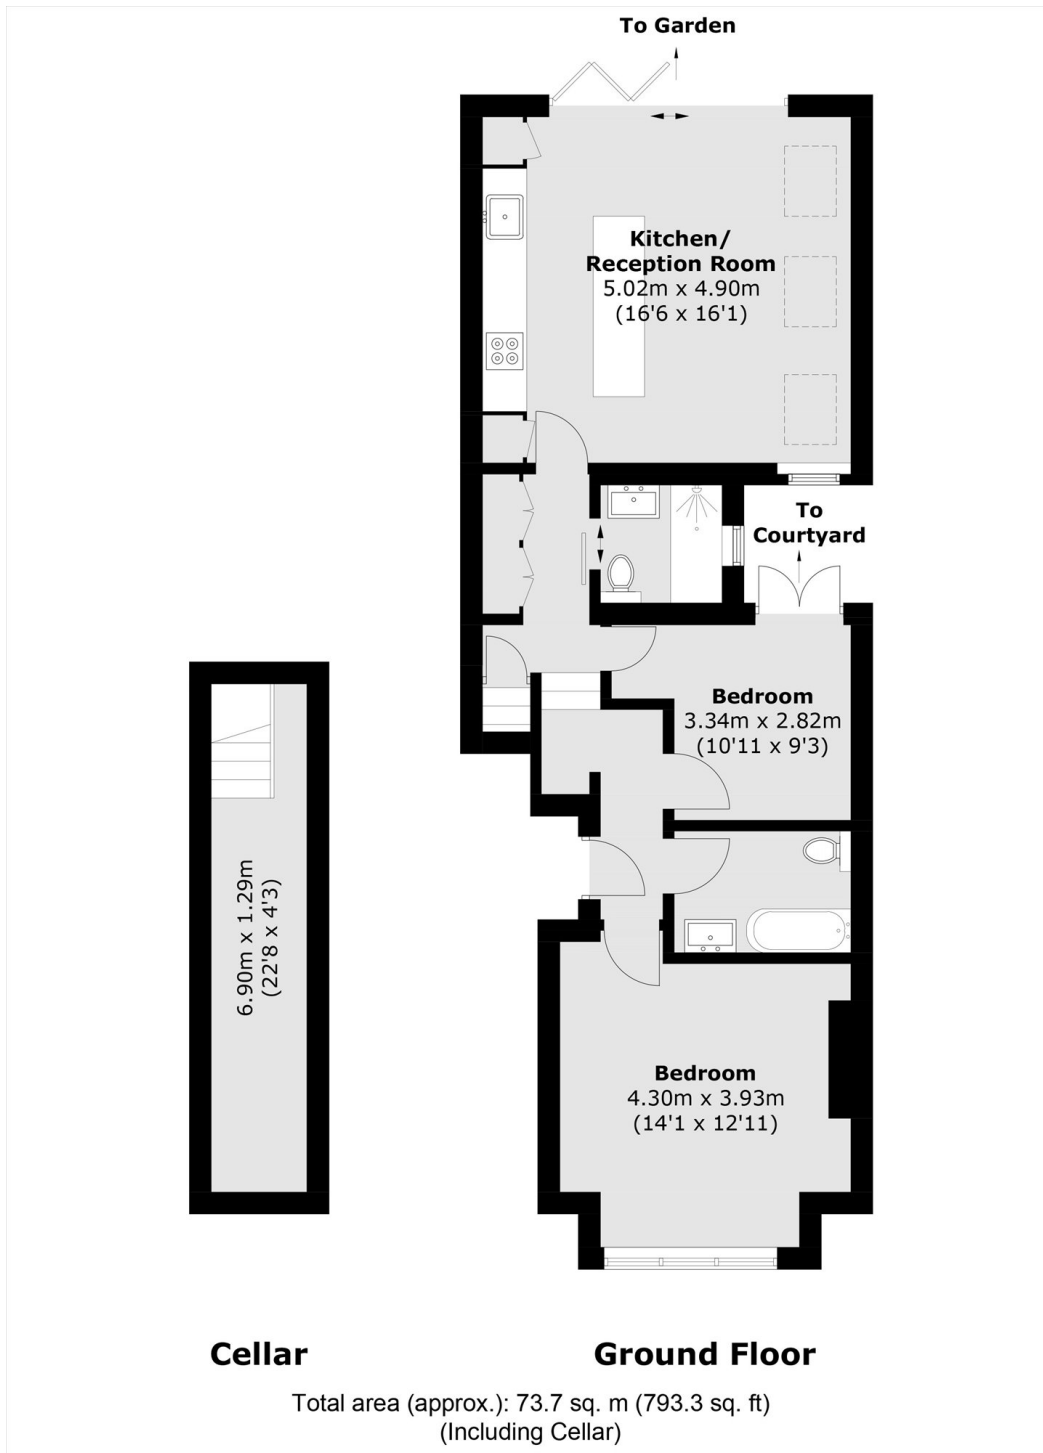 To Garden
Kitchen/
Reception Room
5.02m x 4.90m
(16'6 x 16'1)
To
Courtyard
Bedroom
3.34m x 2.82m
(10'11 x 9'3)
6.90m x 1.29m
(22'8 x 4'3)
Bedroom
4.30m x 3.93m
(14'1 x 12'11)
Cellar
Ground Floor
Total area (approx.): 73.7 sq. m (793.3 sq. ft)
(Including Cellar)